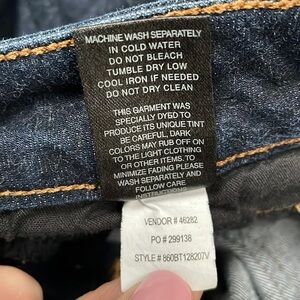 MACHINE WASH SEPARATELY
IN COLD WATER
DO NOT BLEACH
TUMBLE DRY LOW
COOL IRON IF NEEDED
DO NOT DRY CLEAN
THIS GARMENT WAS
SPECIALLY DYED TO
PRODUCE ITS UNIQUE TINT
BE CAREFUL, DARK
COLORS MAY RUB OFF ON
TO LIGHT CLOTHING
OR OTHER ITEMS. TO
MINIMIZE FADING PLEASE
WASH SEPARATELY AND
FOLLOW CARE
INSTRUCTIONS
VENDOR # 46282
PO # 299138
STYLE # 860BT128207V